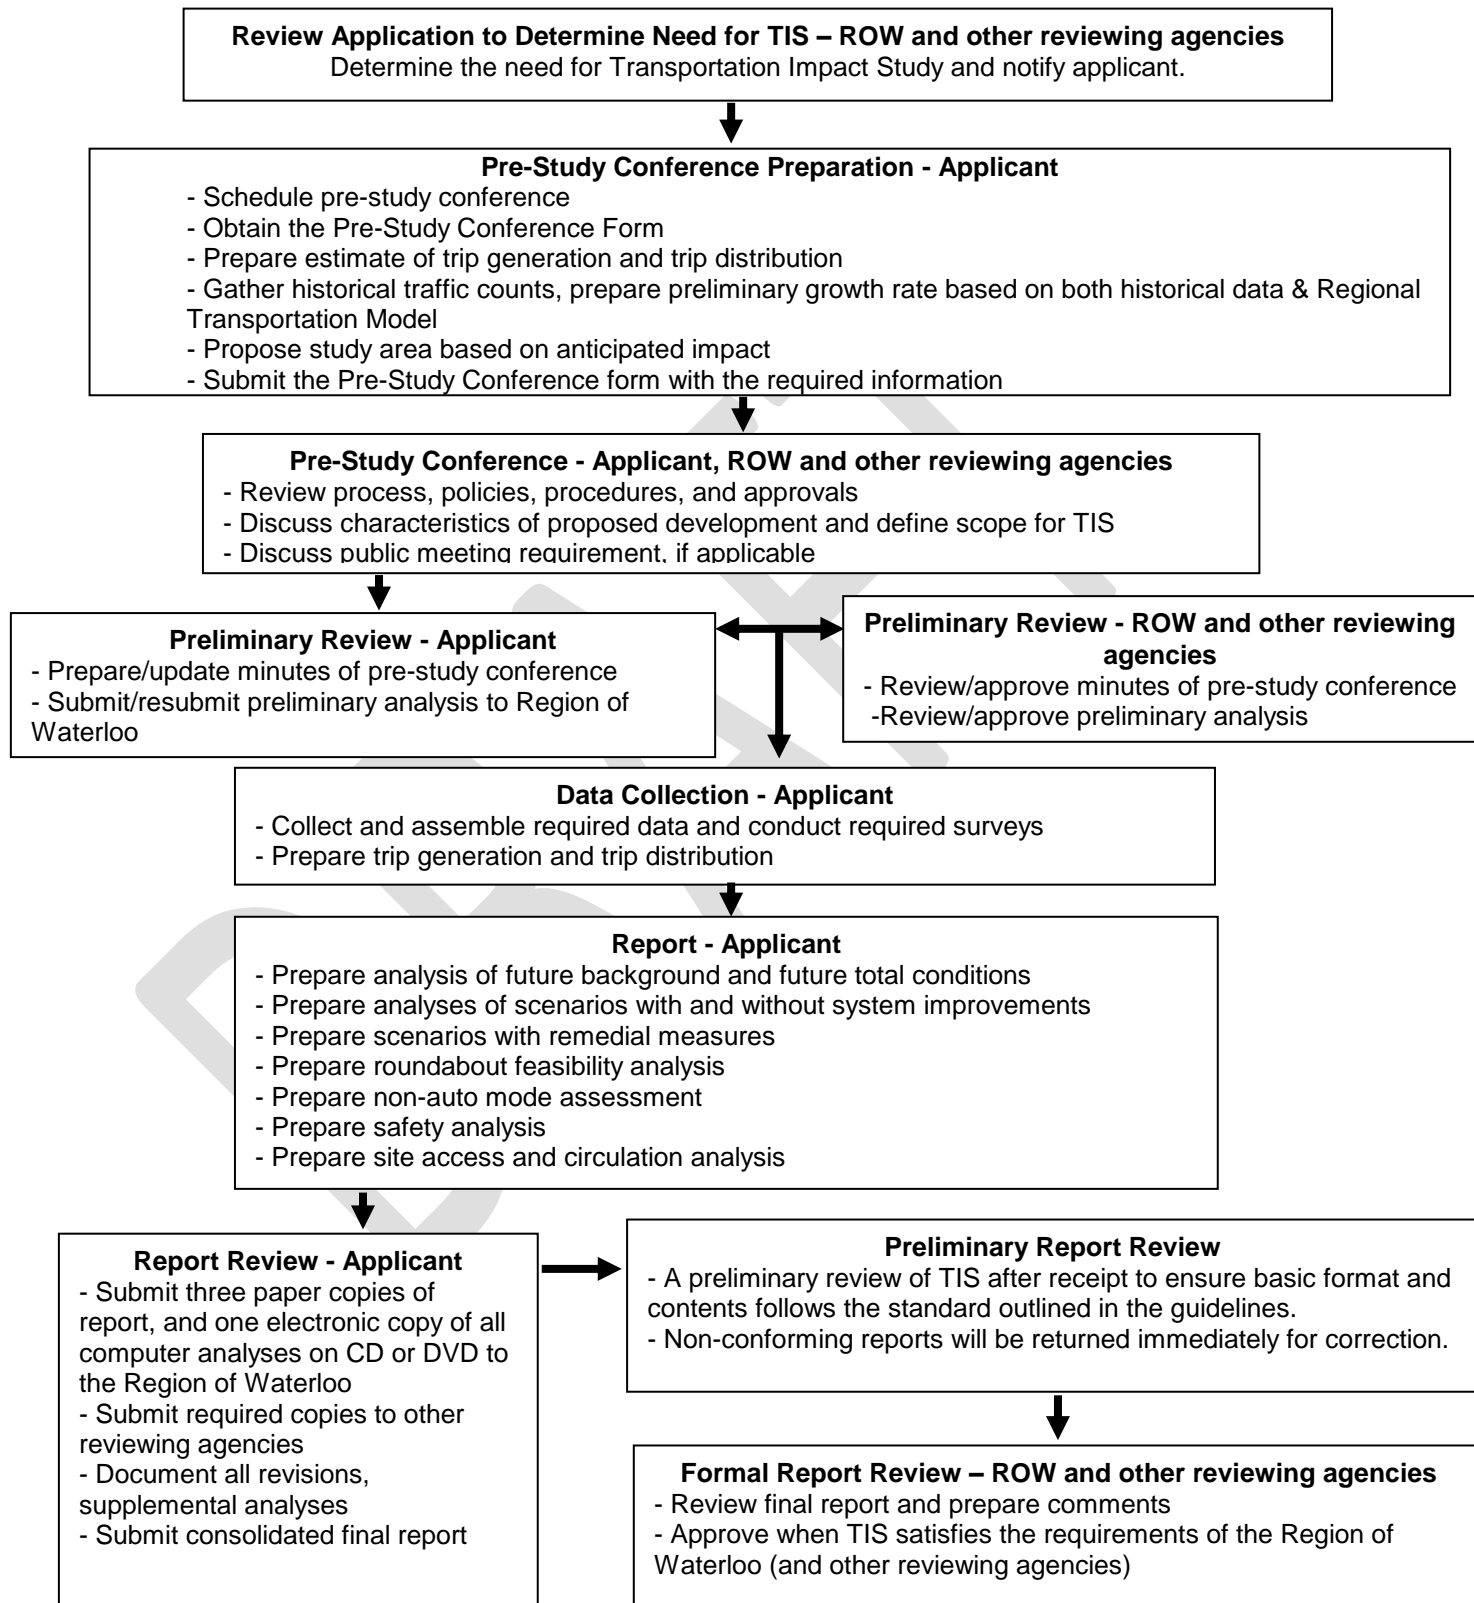 Review Application to Determine Need for TIS – ROW and other reviewing agencies
Determine the need for Transportation Impact Study and notify applicant.
Pre-Study Conference Preparation - Applicant
- Schedule pre-study conference
- Obtain the Pre-Study Conference Form
- Prepare estimate of trip generation and trip distribution
- Gather historical traffic counts, prepare preliminary growth rate based on both historical data & Regional
Transportation Model
- Propose study area based on anticipated impact
- Submit the Pre-Study Conference form with the required information
Pre-Study Conference - Applicant, ROW and other reviewing agencies
- Review process, policies, procedures, and approvals
- Discuss characteristics of proposed development and define scope for TIS
- Discuss public meeting requirement, if applicable
Preliminary Review - Applicant
- Prepare/update minutes of pre-study conference
- Submit/resubmit preliminary analysis to Region of
Waterloo
Preliminary Review - ROW and other reviewing
agencies
- Review/approve minutes of pre-study conference
-Review/approve preliminary analysis
Data Collection - Applicant
- Collect and assemble required data and conduct required surveys
- Prepare trip generation and trip distribution
Report - Applicant
- Prepare analysis of future background and future total conditions
- Prepare analyses of scenarios with and without system improvements
- Prepare scenarios with remedial measures
- Prepare roundabout feasibility analysis
- Prepare non-auto mode assessment
- Prepare safety analysis
- Prepare site access and circulation analysis
Report Review - Applicant
- Submit three paper copies of
report, and one electronic copy of all
computer analyses on CD or DVD to
the Region of Waterloo
- Submit required copies to other
reviewing agencies
- Document all revisions,
supplemental analyses
- Submit consolidated final report
Preliminary Report Review
- A preliminary review of TIS after receipt to ensure basic format and
contents follows the standard outlined in the guidelines.
- Non-conforming reports will be returned immediately for correction.
Formal Report Review – ROW and other reviewing agencies
- Review final report and prepare comments
- Approve when TIS satisfies the requirements of the Region of
Waterloo (and other reviewing agencies)
DRAFT